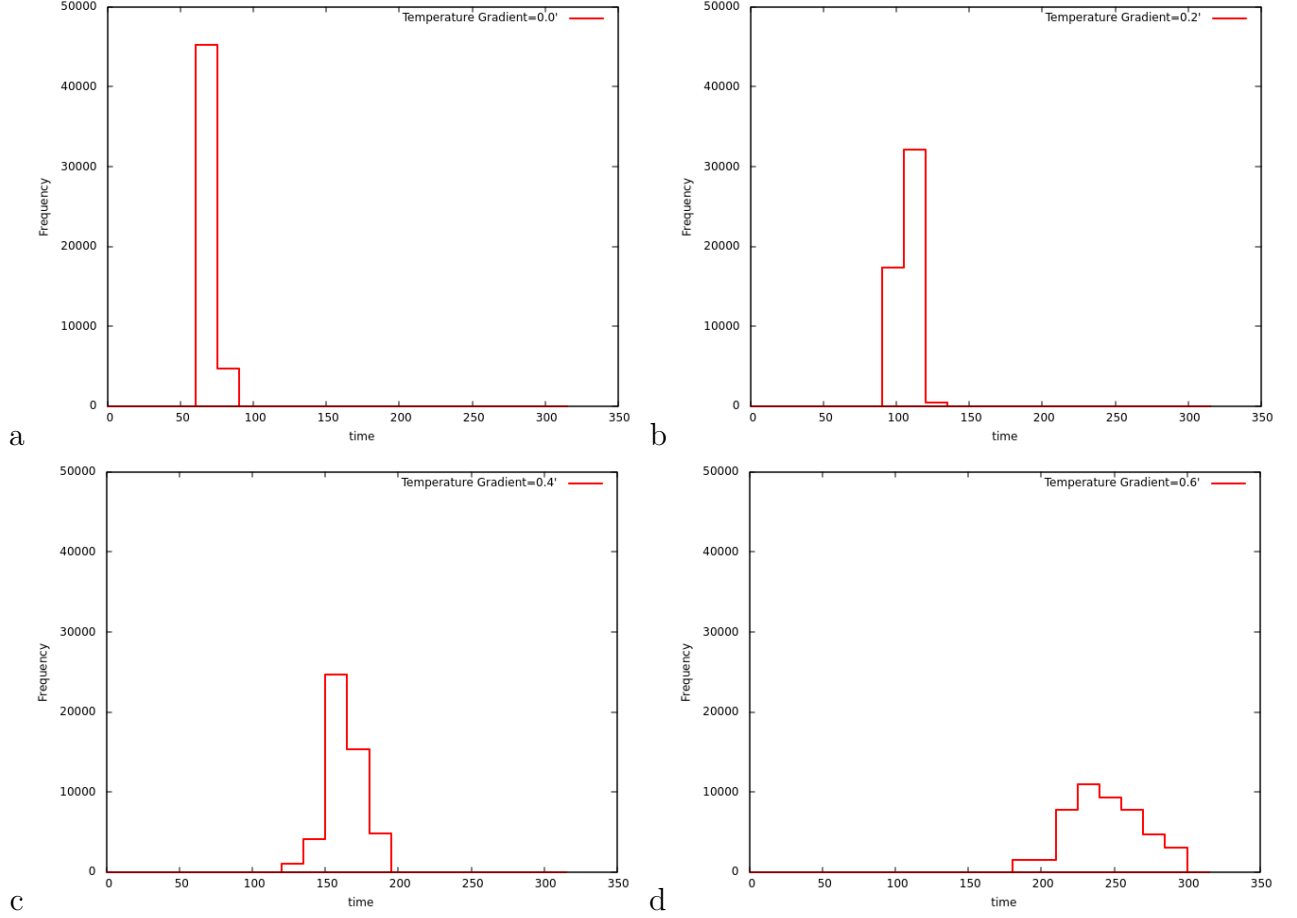 Temperature Gradient=0.0'
50000
40000
30000
20000
10000
0
Frequency
0 50 100 150 200 250 300 350
time
a
Temperature Gradient=0.2'
50000
40000
30000
20000
10000
0
Frequency
0 50 100 150 200 250 300 350
time
b
Temperature Gradient=0.4'
50000
40000
30000
20000
10000
0
Frequency
0 50 100 150 200 250 300 350
time
c
Temperature Gradient=0.6'
50000
40000
30000
20000
10000
0
Frequency
0 50 100 150 200 250 300 350
time
d